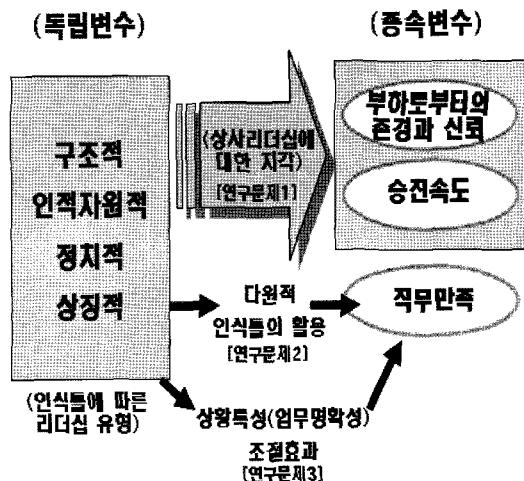 (독립변수)
(종속변수)
구조적
인적자원적
정치적
상징적
(인식틀에 따른
리더십 유형)
(상사리더십에
대한 지각)
[연구문제1]
다원적
인식틀의 활용
[연구문제2]
상황특성(업무명확성)
조절효과
[연구문제3]
부하로부터의
존경과 신뢰
승진속도
직무만족